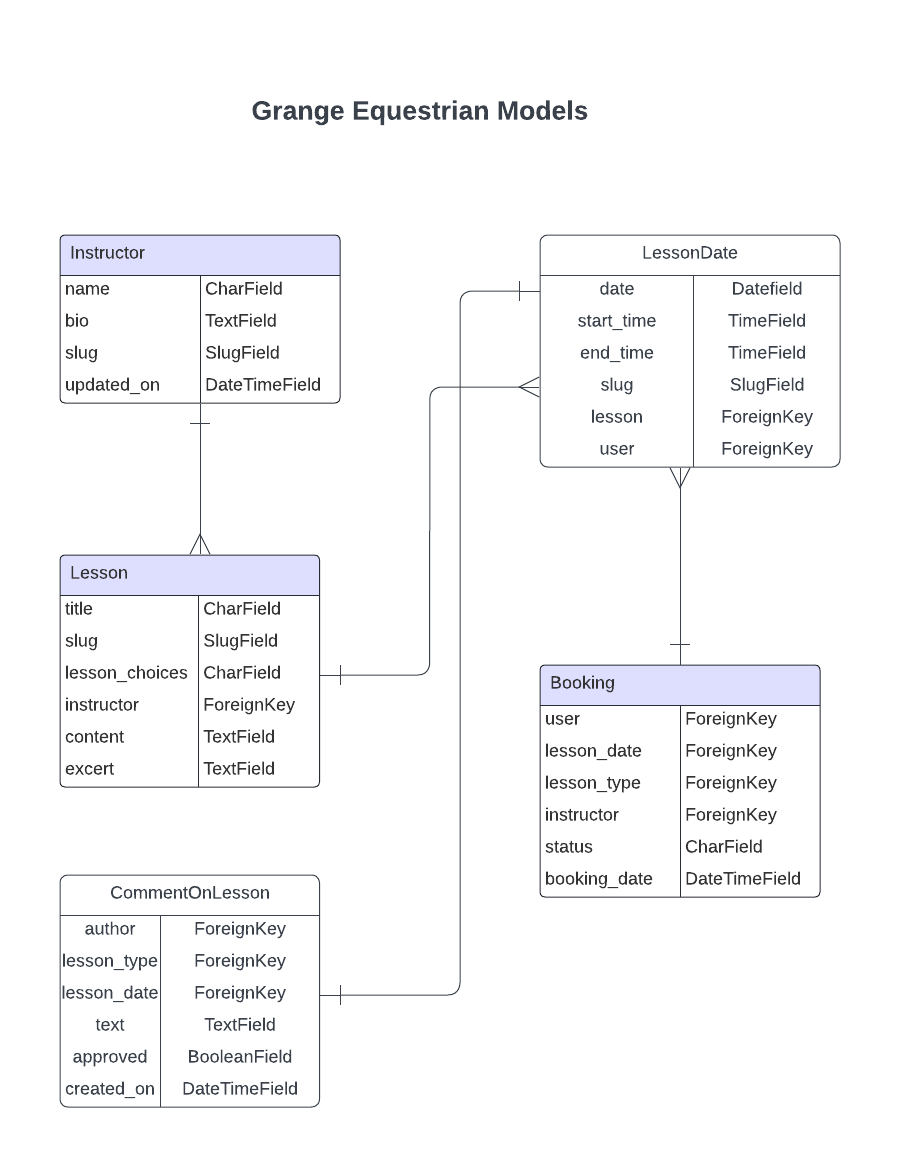 Grange Equestrian Models
Instructor
name CharField
bio TextField
slug SlugField
updated_on DateTimeField
LessonDate
date Datefield
start_time TimeField
end_time TimeField
slug SlugField
lesson ForeignKey
user ForeignKey
Lesson
title CharField
slug SlugField
lesson_choices CharField
instructor ForeignKey
content TextField
excert TextField
Booking
user ForeignKey
lesson_date ForeignKey
lesson_type ForeignKey
instructor ForeignKey
status CharField
booking_date DateTimeField
CommentOnLesson
author ForeignKey
lesson_type ForeignKey
lesson_date ForeignKey
text TextField
approved BooleanField
created_on DateTimeField